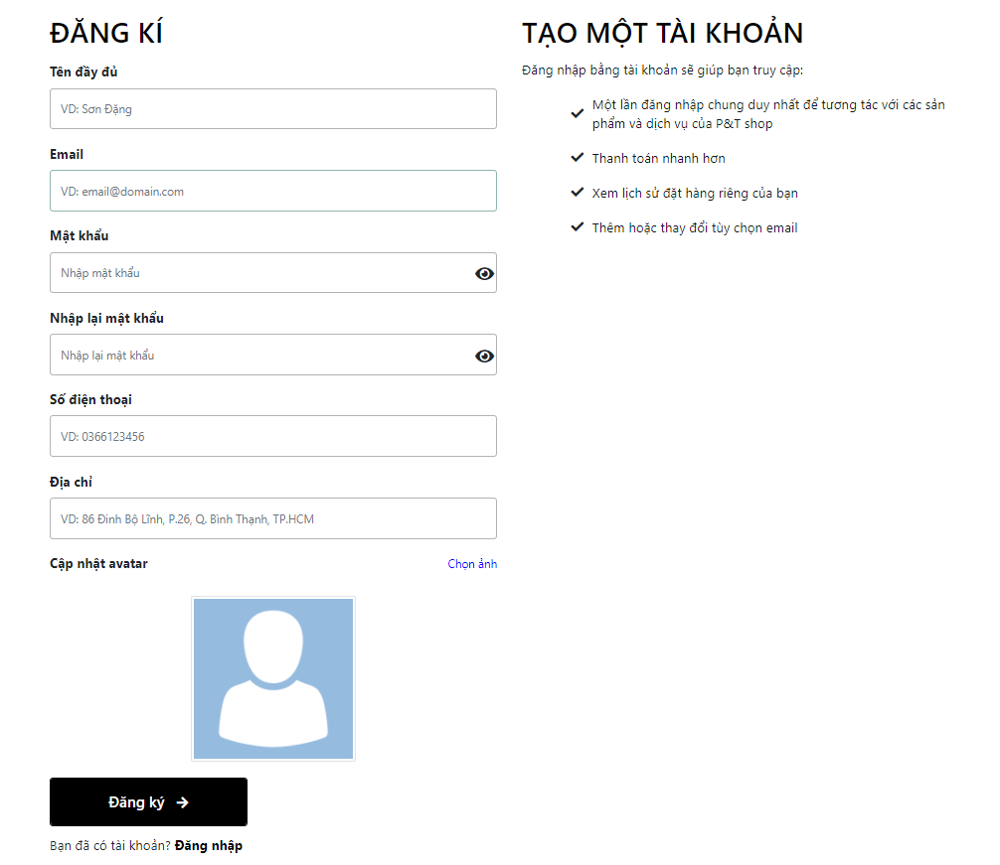 ĐĂNG KÍ
Tên đầy đủ
VD: Sơn Đặng
Email
VD: email@domain.com
Mật khẩu
Nhập mật khẩu
Nhập lại mật khẩu
Nhập lại mật khẩu
Số điện thoại
VD: 0366123456
Địa chỉ
VD: 86 Đinh Bộ Lĩnh, P.26, Q. Bình Thạnh, TP.HCM
Cập nhật avatar
Chọn ảnh
Đăng ký
Bạn đã có tài khoản? Đăng nhập
TẠO MỘT TÀI KHOẢN
Đăng nhập bằng tài khoản sẽ giúp bạn truy cập:
Một lần đăng nhập chung duy nhất để tương tác với các sản
phẩm và dịch vụ của P&T shop
Thanh toán nhanh hơn
Xem lịch sử đặt hàng riêng của bạn
Thêm hoặc thay đổi tùy chọn email